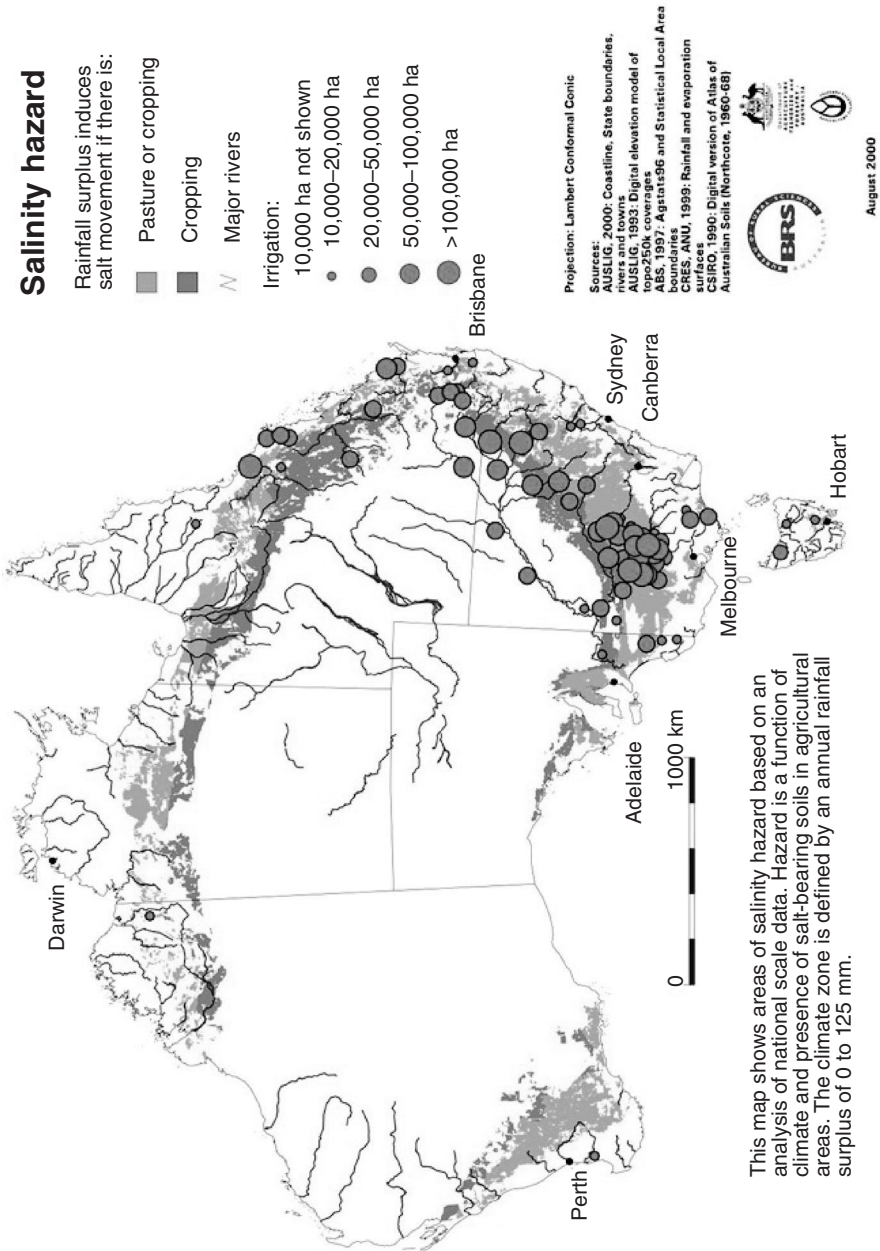 Salinity hazard
Rainfall surplus induces
salt movement if there is:
Pasture or cropping
Cropping
Major rivers
Irrigation:
10,000 ha not shown
10,000–20,000 ha
20,000–50,000 ha
50,000–100,000 ha
>100,000 ha
Darwin
Brisbane
Sydney
Canberra
Melbourne
Hobart
Adelaide
Perth
0 1000 km
Projection: Lambert Conformal Conic
Sources:
AUSLIG, 2000: Coastline, State boundaries,
rivers and towns
AUSLIG, 1993: Digital elevation model of
topo250k coverages
ABS, 1997: Agstats96 and Statistical Local Area
boundaries
CRES, ANU, 1999: Rainfall and evaporation
surfaces
CSIRO, 1990: Digital version of Atlas of
Australian Soils (Northcote, 1960-68)
BRS
August 2000
This map shows areas of salinity hazard based on an
analysis of national scale data. Hazard is a function of
climate and presence of salt-bearing soils in agricultural
areas. The climate zone is defined by an annual rainfall
surplus of 0 to 125 mm.